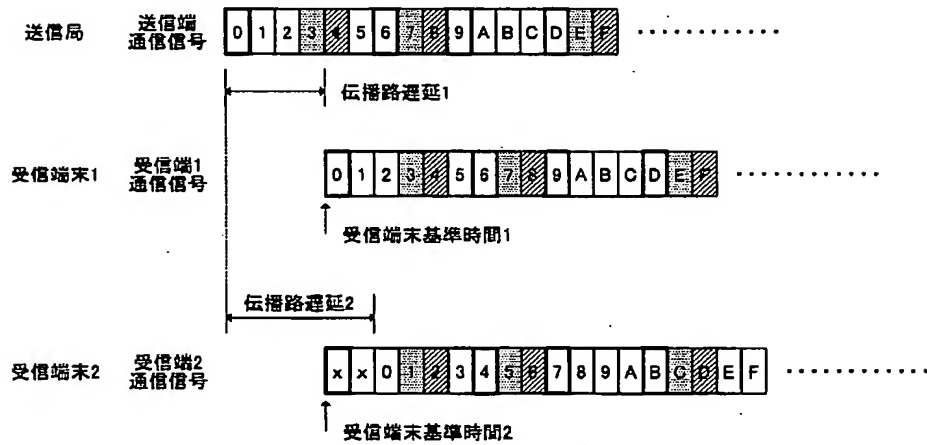 送信局
送信端
通信信号
0 1 2 3 4 5 6 7 8 9 A B C D E F
伝播路遅延1
受信端末1
受信端1
通信信号
0 1 2 3 4 5 6 7 8 9 A B C D E F
受信端末基準時間1
伝播路遅延2
受信端末2
受信端2
通信信号
x x 0 1 2 3 4 5 6 7 8 9 A B C D E F
受信端末基準時間2